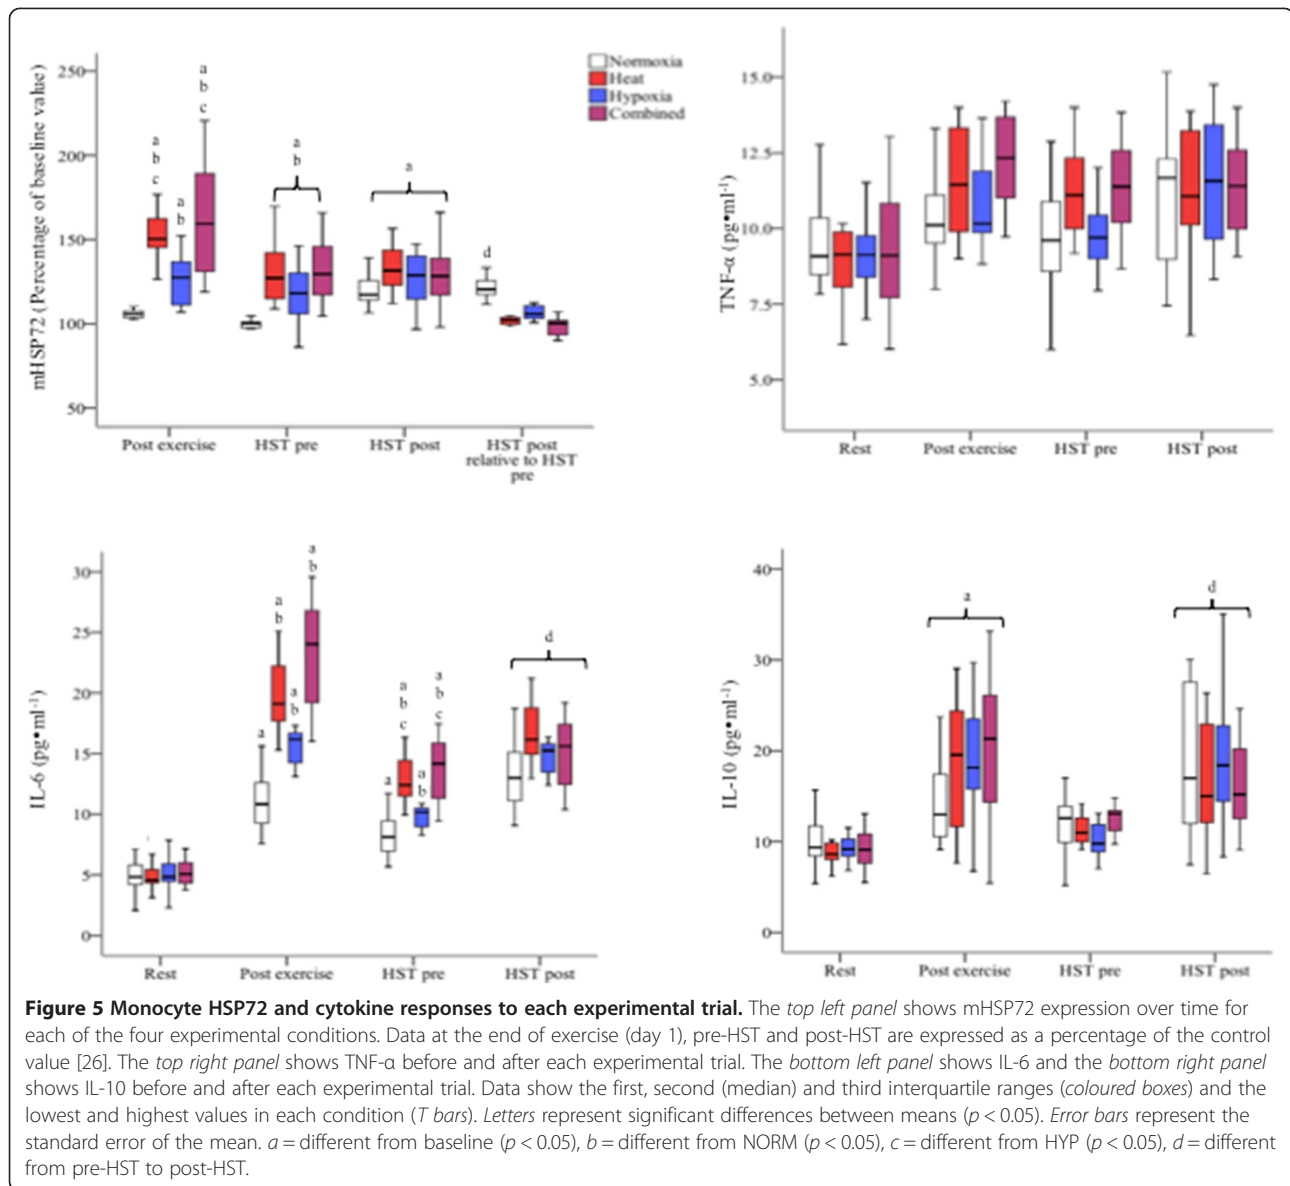 mHSP72 (Percentage of baseline value)
250
200
150
100
50
a
b
c
a
b
a
b
c
a
b
a
d
Post exercise
HST pre
HST post
HST post
relative to HST
pre
Normoxia
Heat
Hypoxia
Combined
TNF-α (pg•ml-1)
15.0
12.5
10.0
7.5
5.0
Rest
Post exercise
HST pre
HST post
IL-6 (pg•ml-1)
30
25
20
15
10
5
0
a
a
b
a
b
a
b
a
a
b
c
a
b
a
b
c
d
Rest
Post exercise
HST pre
HST post
IL-10 (pg•ml-1)
40
30
20
10
0
a
d
Rest
Post exercise
HST pre
HST post
Figure 5 Monocyte HSP72 and cytokine responses to each experimental trial. The top left panel shows mHSP72 expression over time for
each of the four experimental conditions. Data at the end of exercise (day 1), pre-HST and post-HST are expressed as a percentage of the control
value [26]. The top right panel shows TNF-α before and after each experimental trial. The bottom left panel shows IL-6 and the bottom right panel
shows IL-10 before and after each experimental trial. Data show the first, second (median) and third interquartile ranges (coloured boxes) and the
lowest and highest values in each condition (T bars). Letters represent significant differences between means (p < 0.05). Error bars represent the
standard error of the mean. a = different from baseline (p < 0.05), b = different from NORM (p < 0.05), c = different from HYP (p < 0.05), d = different
from pre-HST to post-HST.